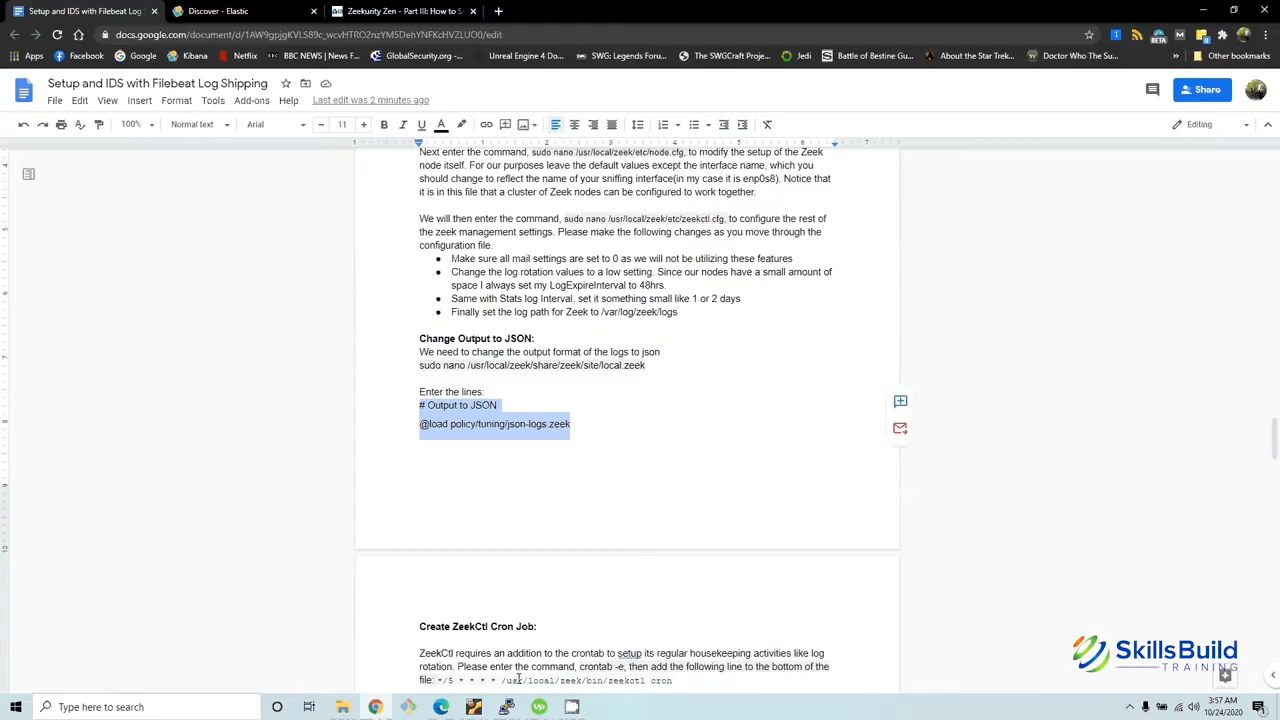 Setup and IDS with Filebeat Log
Discover - Elastic
Zeekurity Zen - Part III: How to S
docs.google.com/document/d/1AW9gpjgKVLS89c_wcvHTRO2nzYM5DehYNFKcHVZLUO0/edit
Apps Facebook Google Kibana Netflix BBC NEWS | News F... GlobalSecurity.org -... Unreal Engine 4 Do... SWG: Legends Foru... The SWGCraft Proje... Jedi Battle of Bestine Gu... About the Star Trek... Doctor Who The Su... Other bookmarks
Setup and IDS with Filebeat Log Shipping
Share
File Edit View Insert Format Tools Add-ons Help Last edit was 2 minutes ago
100% Normal text Arial 11 Editing
Next enter the command, sudo nano /usr/local/zeek/etc/node.cfg, to modify the setup of the Zeek
node itself. For our purposes leave the default values except the interface name, which you
should change to reflect the name of your sniffing interface(in my case it is enp0s8). Notice that
it is in this file that a cluster of Zeek nodes can be configured to work together.
We will then enter the command, sudo nano /usr/local/zeek/etc/zeekctl.cfg, to configure the rest of
the zeek management settings. Please make the following changes as you move through the
configuration file.
● Make sure all mail settings are set to 0 as we will not be utilizing these features
● Change the log rotation values to a low setting. Since our nodes have a small amount of
space I always set my LogExpireInterval to 48hrs.
● Same with Stats log Interval, set it something small like 1 or 2 days
● Finally set the log path for Zeek to /var/log/zeek/logs
Change Output to JSON:
We need to change the output format of the logs to json
sudo nano /usr/local/zeek/share/zeek/site/local.zeek
Enter the lines:
# Output to JSON
@load policy/tuning/json-logs.zeek
Create ZeekCtl Cron Job:
ZeekCtl requires an addition to the crontab to setup its regular housekeeping activities like log
rotation. Please enter the command, crontab -e, then add the following line to the bottom of the
file: */5 * * * * /usr/local/zeek/bin/zeekctl cron
SkillsBuild
TRAINING
Type here to search
3:57 AM
10/24/2020